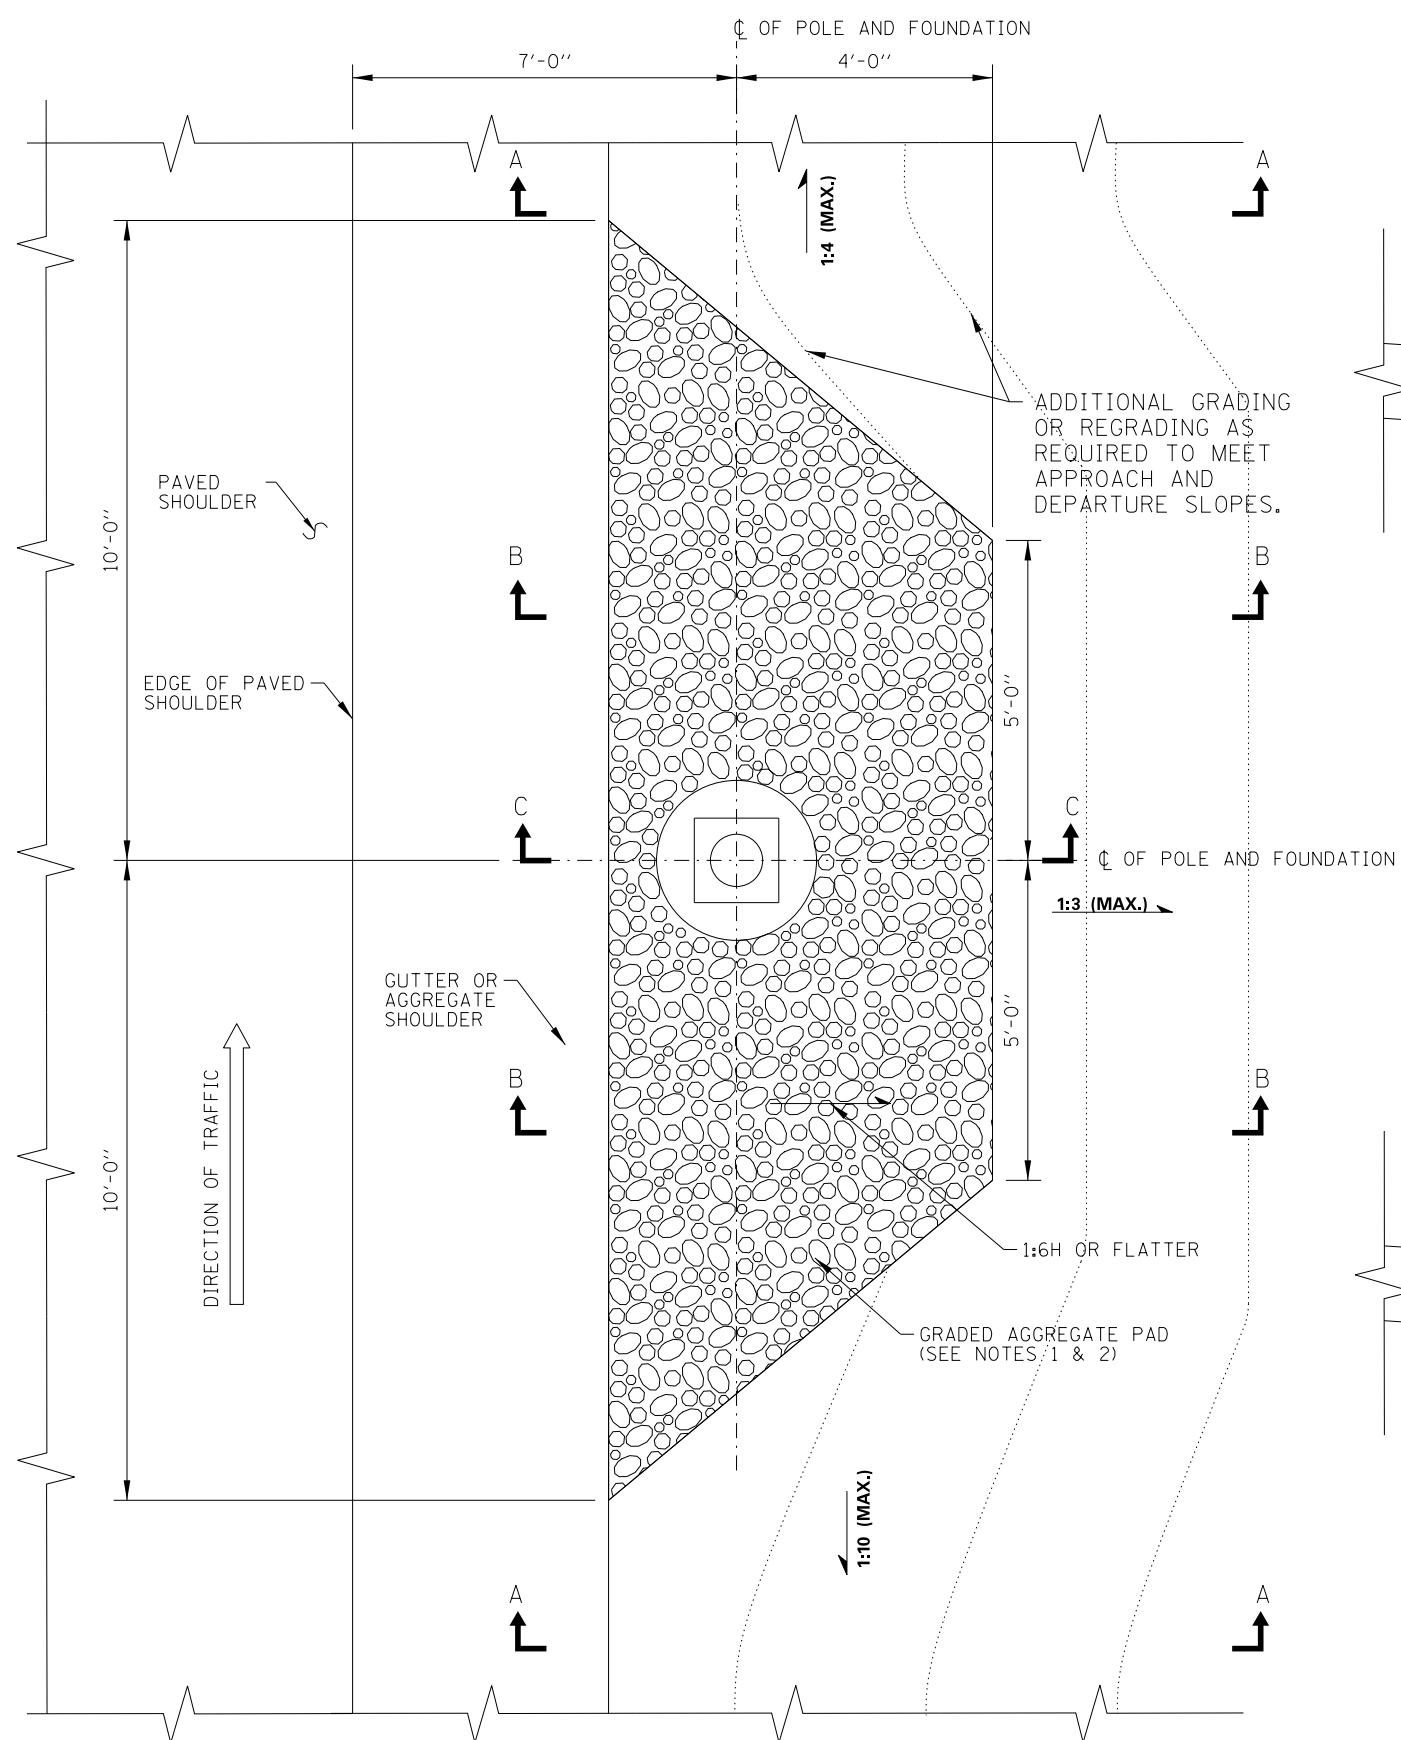 ℄ OF POLE AND FOUNDATION
7'-0''
4'-0''
A
A
1:4 (MAX.)
ADDITIONAL GRADING
OR REGRADING AS
REQUIRED TO MEET
APPROACH AND
DEPARTURE SLOPES.
PAVED
SHOULDER
10'-0''
B
B
EDGE OF PAVED
SHOULDER
5'-0''
C
C
℄ OF POLE AND FOUNDATION
1:3 (MAX.)
GUTTER OR
AGGREGATE
SHOULDER
5'-0''
DIRECTION OF TRAFFIC
B
B
10'-0''
1:6H OR FLATTER
GRADED AGGREGATE PAD
(SEE NOTES 1 & 2)
1:10 (MAX.)
A
A